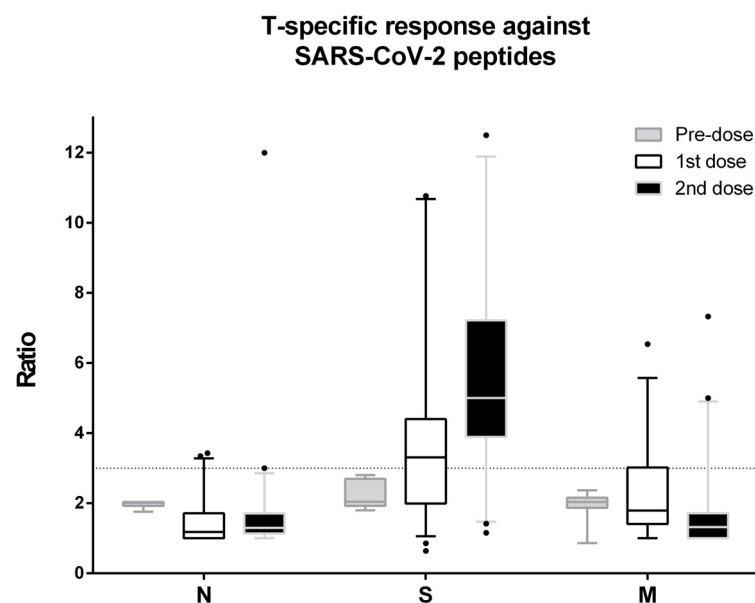 T-specific response against
SARS-CoV-2 peptides
Pre-dose
1st dose
2nd dose
Ratio
12
10
8
6
4
2
0
N S M